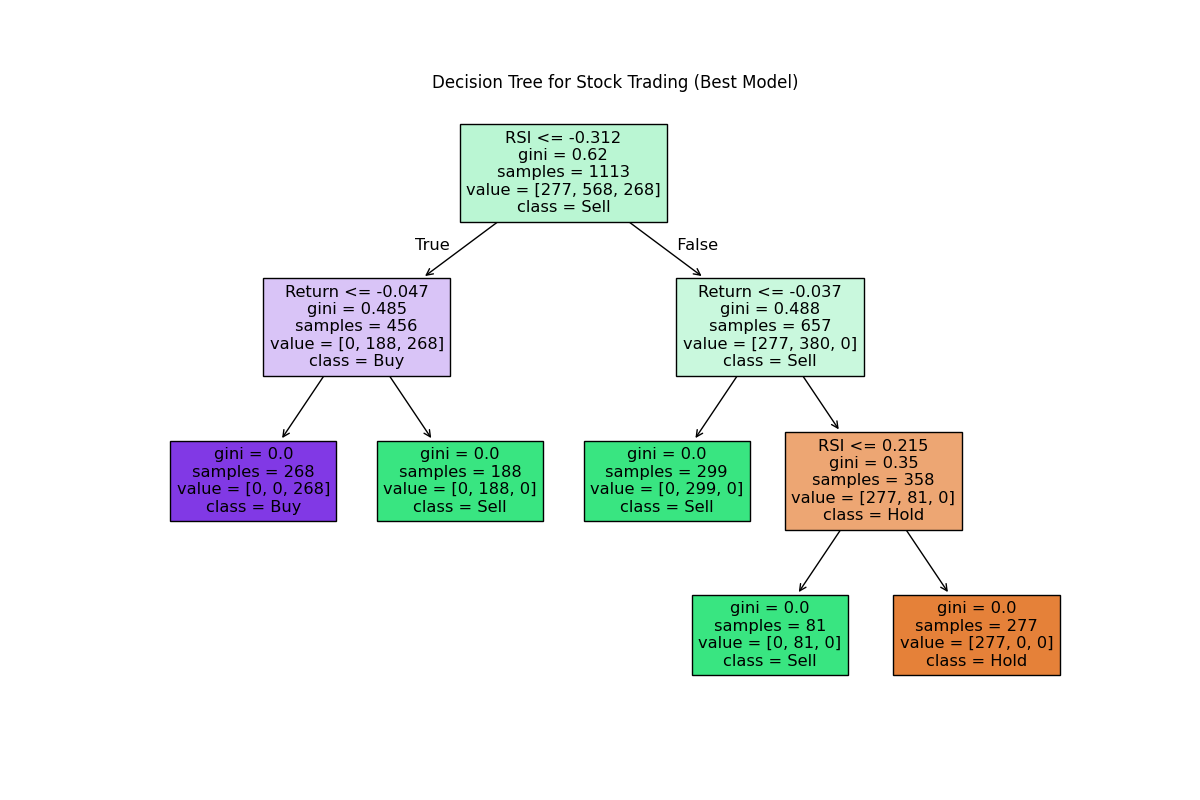 Decision Tree for Stock Trading (Best Model)
RSI <= -0.312
gini = 0.62
samples = 1113
value = [277, 568, 268]
class = Sell
True
False
Return <= -0.047
gini = 0.485
samples = 456
value = [0, 188, 268]
class = Buy
Return <= -0.037
gini = 0.488
samples = 657
value = [277, 380, 0]
class = Sell
gini = 0.0
samples = 268
value = [0, 0, 268]
class = Buy
gini = 0.0
samples = 188
value = [0, 188, 0]
class = Sell
gini = 0.0
samples = 299
value = [0, 299, 0]
class = Sell
RSI <= 0.215
gini = 0.35
samples = 358
value = [277, 81, 0]
class = Hold
gini = 0.0
samples = 81
value = [0, 81, 0]
class = Sell
gini = 0.0
samples = 277
value = [277, 0, 0]
class = Hold